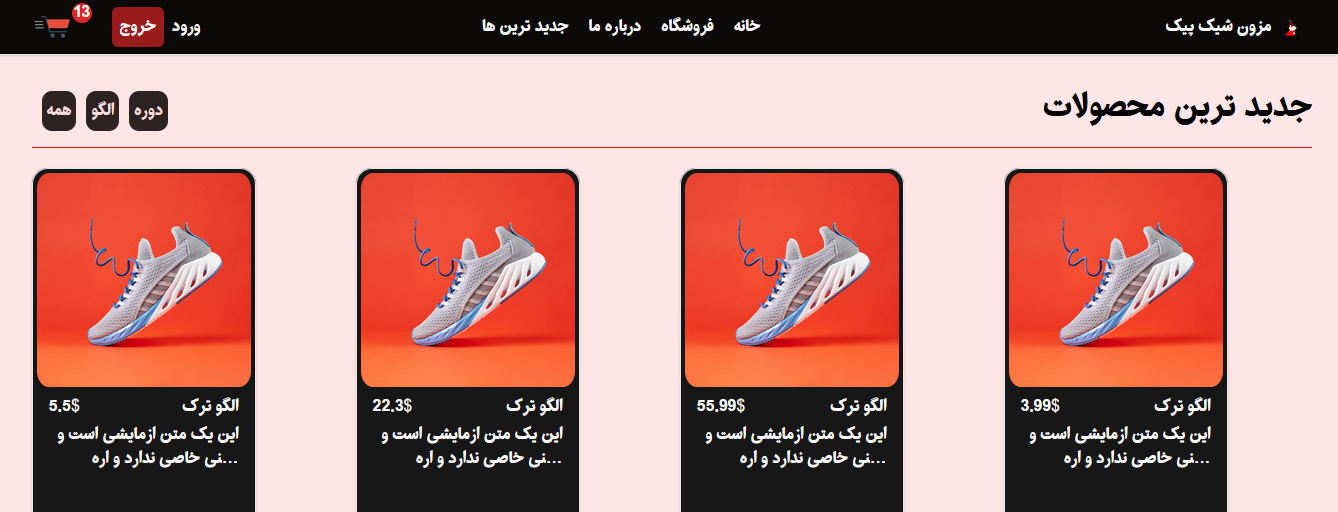 مزون شیک پیک
خانه فروشگاه درباره ما جدید ترین ها
ورود خروج 13
جدید ترین محصولات
دوره الگو همه
الگو ترک 3.99$
این یک متن ازمایشی است و
...نی خاصی ندارد و اره
الگو ترک 55.99$
این یک متن ازمایشی است و
...نی خاصی ندارد و اره
الگو ترک 22.3$
این یک متن ازمایشی است و
...نی خاصی ندارد و اره
الگو ترک 5.5$
این یک متن ازمایشی است و
...نی خاصی ندارد و اره